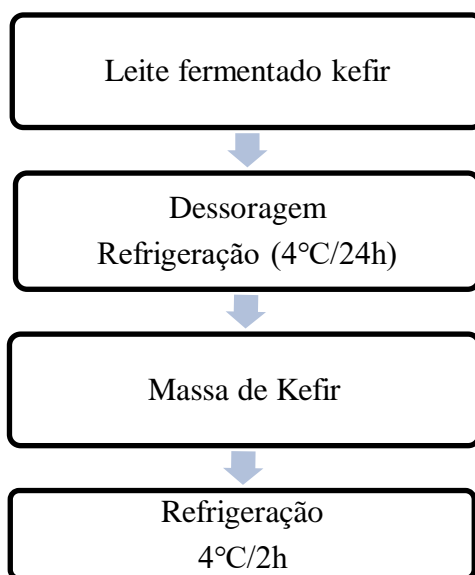 Leite fermentado kefir
Dessoragem
Refrigeração (4°C/24h)
Massa de Kefir
Refrigeração
4°C/2h